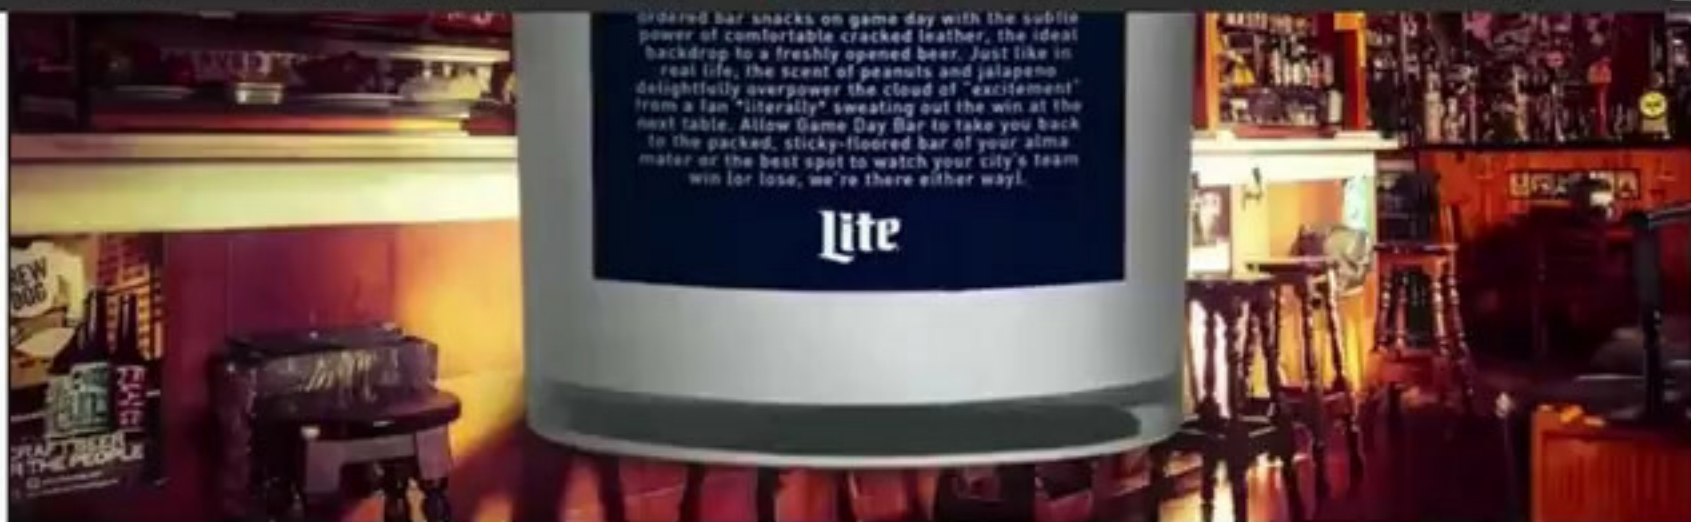 ordered bar snacks on game day with the subtle
power of comfortable cracked leather, the ideal
backdrop to a freshly opened beer. Just like in
real life, the scent of peanuts and jalapeno
delightfully overpower the cloud of "excitement"
from a fan *literally* sweating out the win at the
next table. Allow Game Day Bar to take you back
to the packed, sticky-floored bar of your alma
mater or the best spot to watch your city's team
win (or lose, we're there either way).
Lite
EW
DOG
CRAFT BEER
R THE PEOPLE